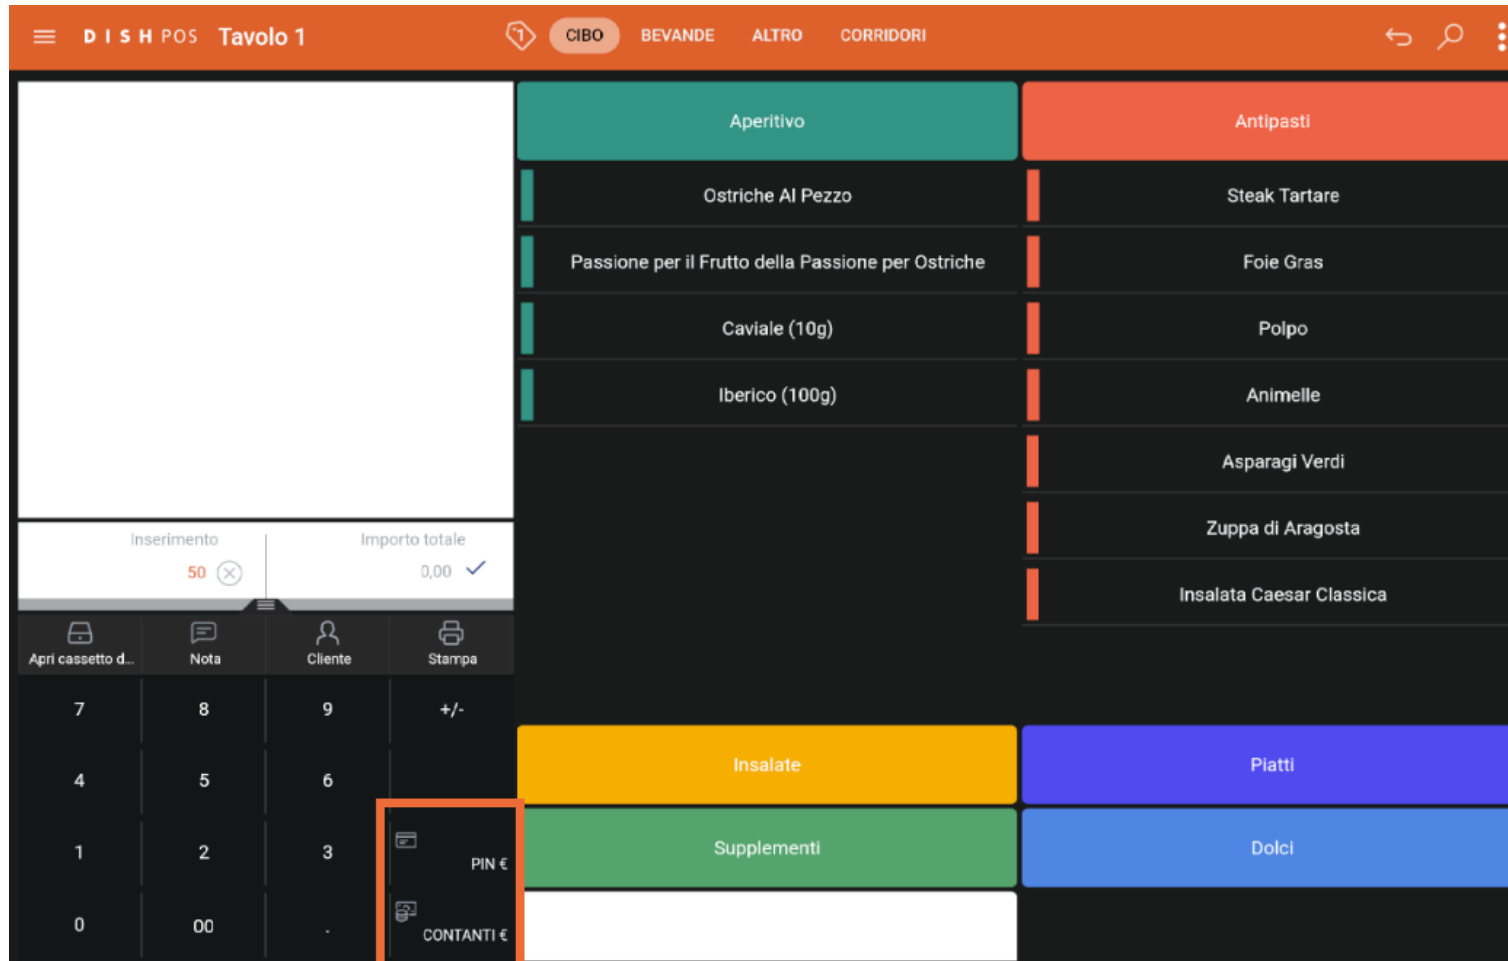 DISH POS Tavolo 1
1 CIBO BEVANDE ALTRO CORRIDORI
Aperitivo
Antipasti
Ostriche Al Pezzo
Steak Tartare
Passione per il Frutto della Passione per Ostriche
Foie Gras
Caviale (10g)
Polpo
Iberico (100g)
Animelle
Asparagi Verdi
Zuppa di Aragosta
Insalata Caesar Classica
Inserimento
Importo totale
50
0,00
Apri cassetto d...
Nota
Cliente
Stampa
7 8 9 +/-
4 5 6
1 2 3 PIN €
0 00 . CONTANTI €
Insalate
Piatti
Supplementi
Dolci